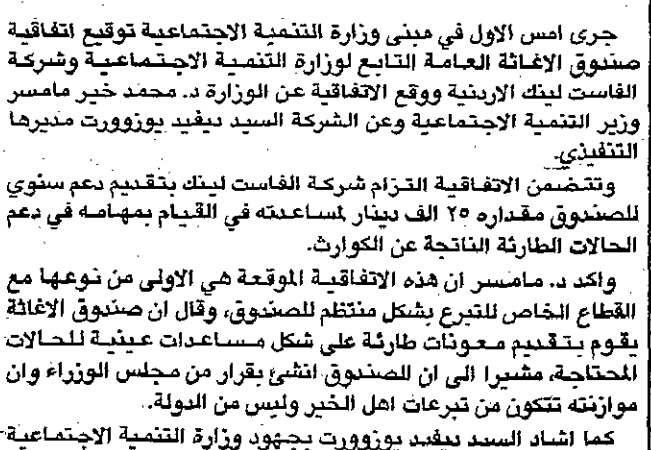 جرى امس الاول في مبنى وزارة التنمية الاجتماعية توقيع اتفاقية
صندوق الاغاثة العامة التابع لوزارة التنمية الاجتماعية وشركة
الفاست لينك الاردنية ووقع الاتفاقية عن الوزارة د. محمد خير مامسر
وزير التنمية الاجتماعية وعن الشركة السيد ديفيد بوزوورت مديرها
التنفيذي.
وتتضمن الاتفاقية التزام شركة الفاست لينك بتقديم دعم سنوي
للصندوق مقداره ٢٥ الف دينار لمساعدته في القيام بمهامه في دعم
الحالات الطارئة الناتجة عن الكوارث.
واكد د. مامسر ان هذه الاتفاقية الموقعة هي الاولى من نوعها مع
القطاع الخاص للتبرع بشكل منتظم للصندوق، وقال ان صندوق الاغاثة
يقوم بتقديم معونات طارئة على شكل مساعدات عينية للحالات
المحتاجة، مشيرا الى ان للصندوق انشئ بقرار من مجلس الوزراء وان
موازنته تتكون من تبرعات اهل الخير وليس من الدولة.
كما اشاد السيد ديفيد بوزوورت بجهود وزارة التنمية الاجتماعية